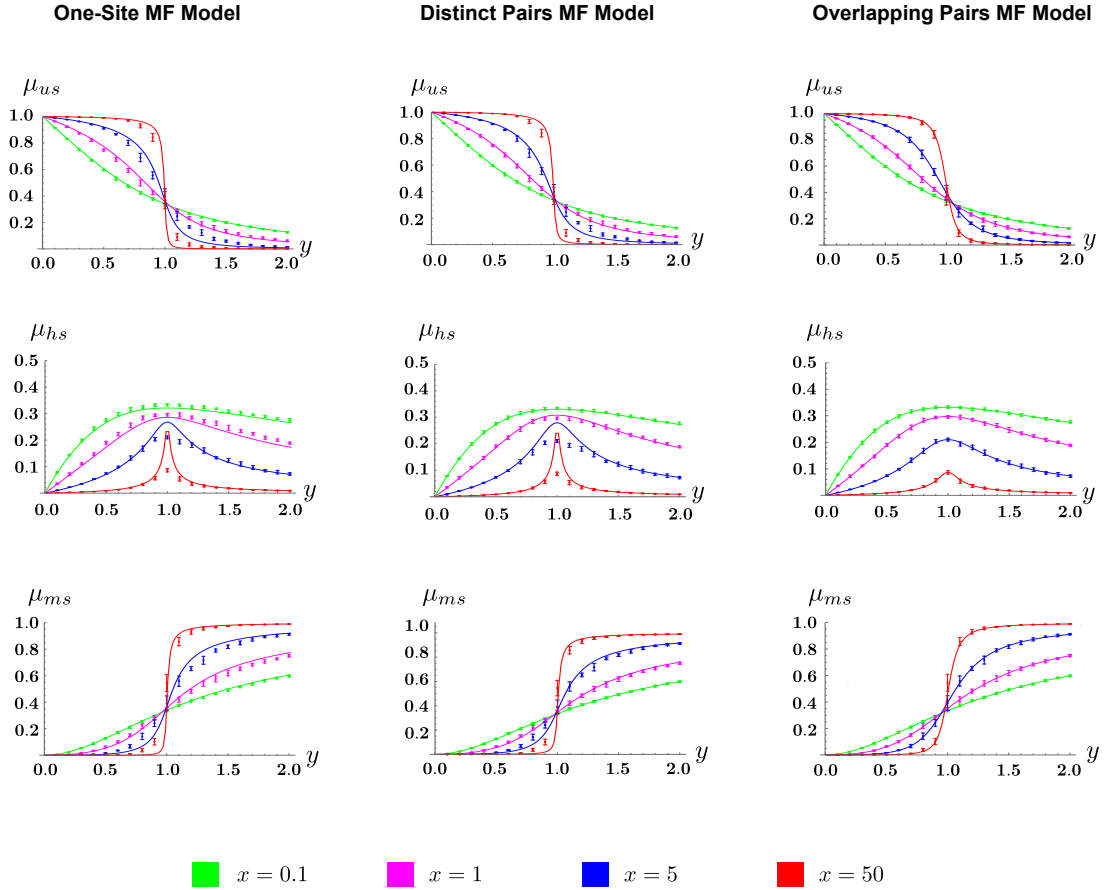 One-Site MF Model Distinct Pairs MF Model Overlapping Pairs MF Model
μus μus μus
1.0 1.0 1.0
0.8 0.8 0.8
0.6 0.6 0.6
0.4 0.4 0.4
0.2 0.2 0.2
y y y
0.0 0.5 1.0 1.5 2.0 0.0 0.5 1.0 1.5 2.0 0.0 0.5 1.0 1.5 2.0
μhs μhs μhs
0.5 0.5 0.5
0.4 0.4 0.4
0.3 0.3 0.3
0.2 0.2 0.2
0.1 0.1 0.1
y y y
0.0 0.5 1.0 1.5 2.0 0.0 0.5 1.0 1.5 2.0 0.0 0.5 1.0 1.5 2.0
μms μms μms
1.0 1.0 1.0
0.8 0.8 0.8
0.6 0.6 0.6
0.4 0.4 0.4
0.2 0.2 0.2
y y y
0.0 0.5 1.0 1.5 2.0 0.0 0.5 1.0 1.5 2.0 0.0 0.5 1.0 1.5 2.0
x = 0.1 x = 1 x = 5 x = 50